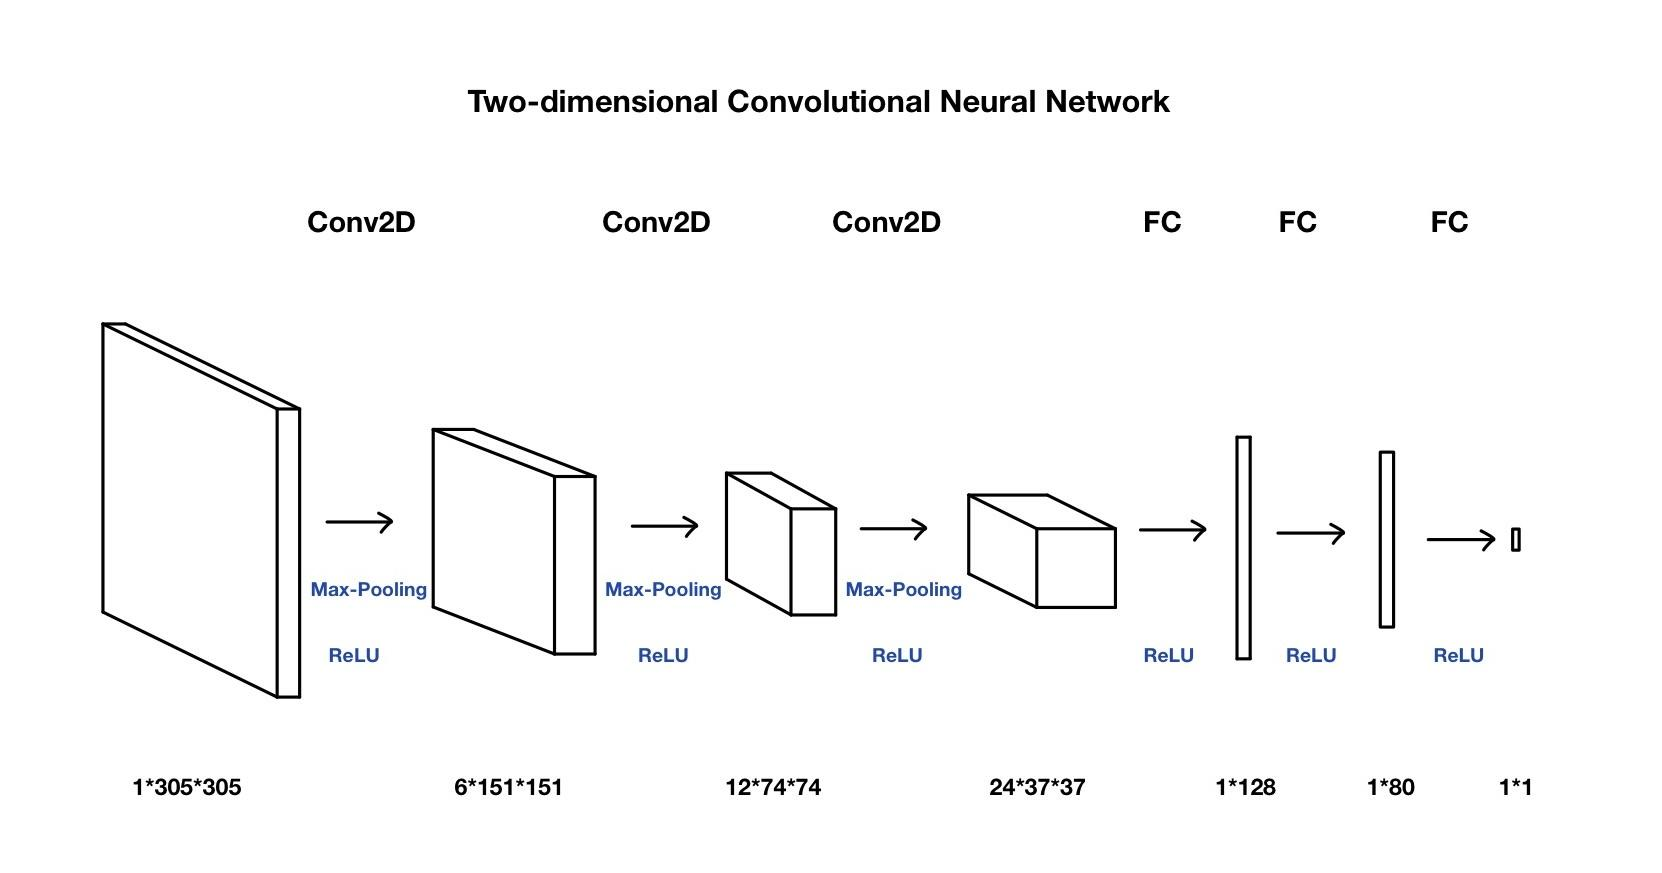 Two-dimensional Convolutional Neural Network
Conv2D Conv2D Conv2D FC FC FC
Max-Pooling Max-Pooling Max-Pooling
ReLU ReLU ReLU ReLU ReLU ReLU
1*305*305 6*151*151 12*74*74 24*37*37 1*128 1*80 1*1